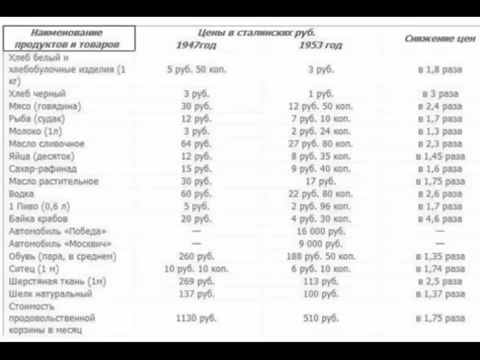 Наименование продуктов и товаров
Цены в сталинских руб.
Снижение цен
1947год 1953 год
Хлеб белый и
хлебобулочные изделия (1 5 руб. 50 коп. 3 руб. в 1,8 раза
кг)
Хлеб черный 3 руб. 1 руб. в 3 раза
Мясо (говядина) 30 руб. 12 руб. 50 коп. в 2,4 раза
Рыба (судак) 12 руб. 7 руб. 10 коп. в 1,7 раза
Молоко (1л) 3 руб. 2 руб. 24 коп. в 1,3 раза
Масло сливочное 64 руб. 27 руб. 80 коп. в 2,3 раза
Яйца (десяток) 12 руб. 8 руб. 35 коп. в 1,45 раза
Сахар-рафинад 15 руб. 9 руб. 40 коп. в 1,6 раза
Масло растительное 30 руб. 17 руб. в 1,75 раза
Водка 60 руб. 22 руб. 80 коп. в 2,6 раза
1 Пиво (0,6 л) 5 руб. 2 руб. 96 коп. в 1,7 раза
Байка крабов 20 руб. 4 руб. 30 коп. в 4,6 раза
Автомобиль «Победа» — 16 000 руб. —
Автомобиль «Москвич» — 9 000 руб. —
Обувь (пара, в среднем) 260 руб. 188 руб. 50 коп. в 1,35 раза
Ситец (1 м) 10 руб. 10 коп. 6 руб. 10 коп. в 1,74 раза
Шерстяная ткань (1м) 269 руб. 113 руб. в 2,5 раза
Шелк натуральный 137 руб. 100 руб. в 1,37 раза
Стоимость
продовольственной 1130 руб. 510 руб. в 1,75 раза
корзины в месяц